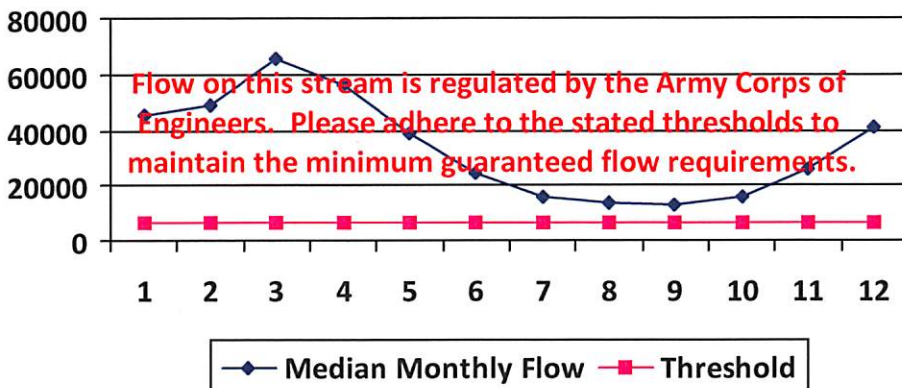 80000
60000
40000
20000
0
Flow on this stream is regulated by the Army Corps of
Engineers. Please adhere to the stated thresholds to
maintain the minimum guaranteed flow requirements.
1 2 3 4 5 6 7 8 9 10 11 12
Median Monthly Flow Threshold